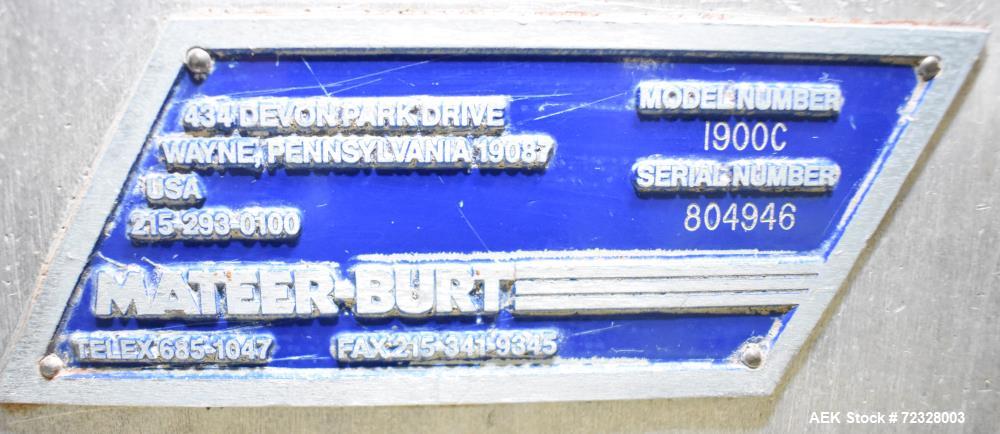 434 DEVON PARK DRIVE
WAYNE, PENNSYLVANIA 19087
USA
215-293-0100
MODEL NUMBER
1900C
SERIAL NUMBER
804946
MATEER-BURT
TELEX 685-1047
FAX 215-341-9345
AEK Stock # 72328003